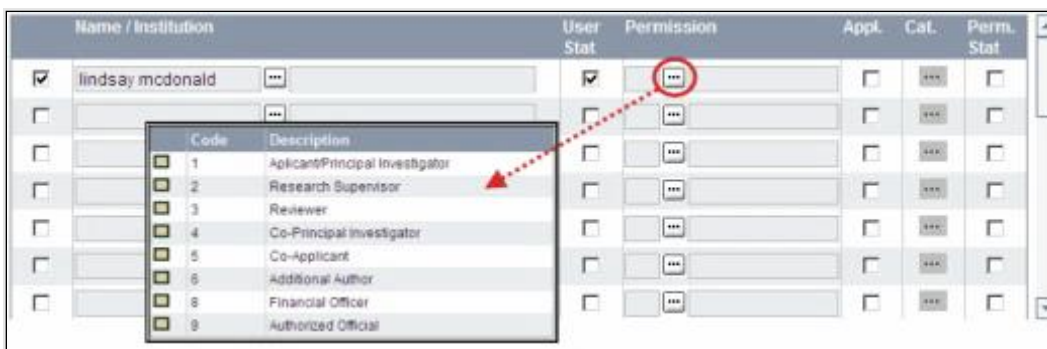 Name / Institution User Stat Permission Appl. Cat. Perm. Stat
lindsay mcdonald
Code Description
1 Aplicant/Principal Investigator
2 Research Supervisor
3 Reviewer
4 Co-Principal Investigator
5 Co-Applicant
6 Additional Author
8 Financial Officer
9 Authorized Official